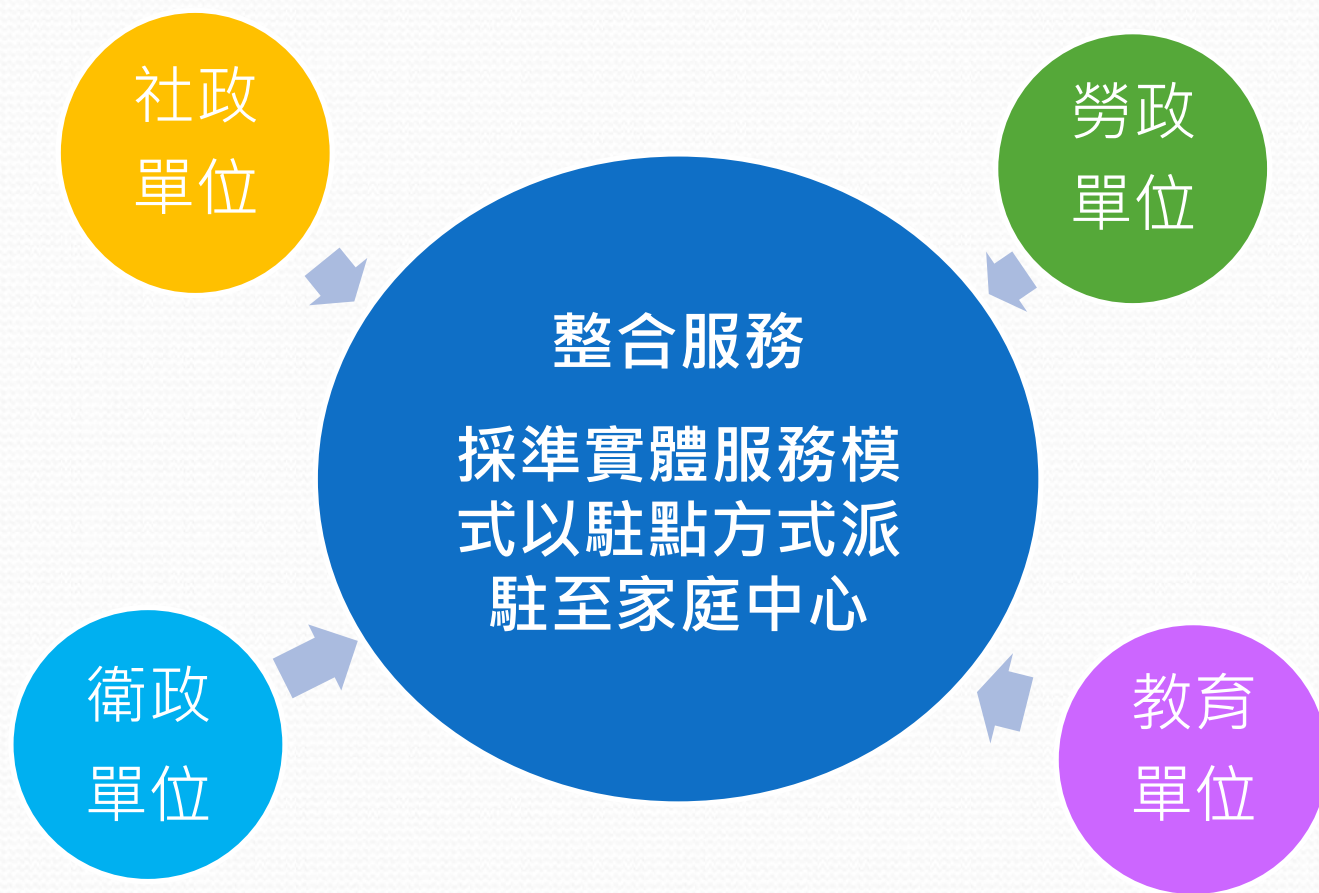 社政
單位
勞政
單位
整合服務
採準實體服務模
式以駐點方式派
駐至家庭中心
衛政
單位
教育
單位